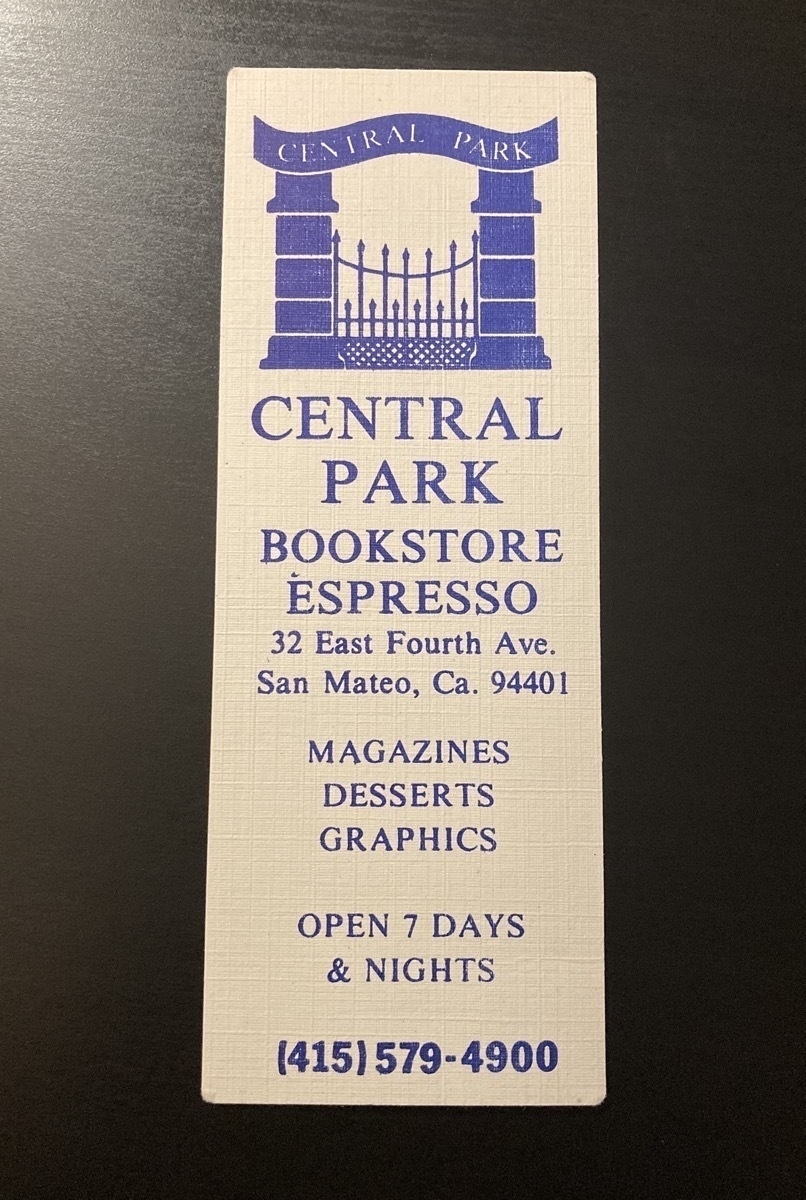 CENTRAL PARK
CENTRAL
PARK
BOOKSTORE
ESPRESSO
32 East Fourth Ave.
San Mateo, Ca. 94401
MAGAZINES
DESSERTS
GRAPHICS
OPEN 7 DAYS
& NIGHTS
(415) 579-4900